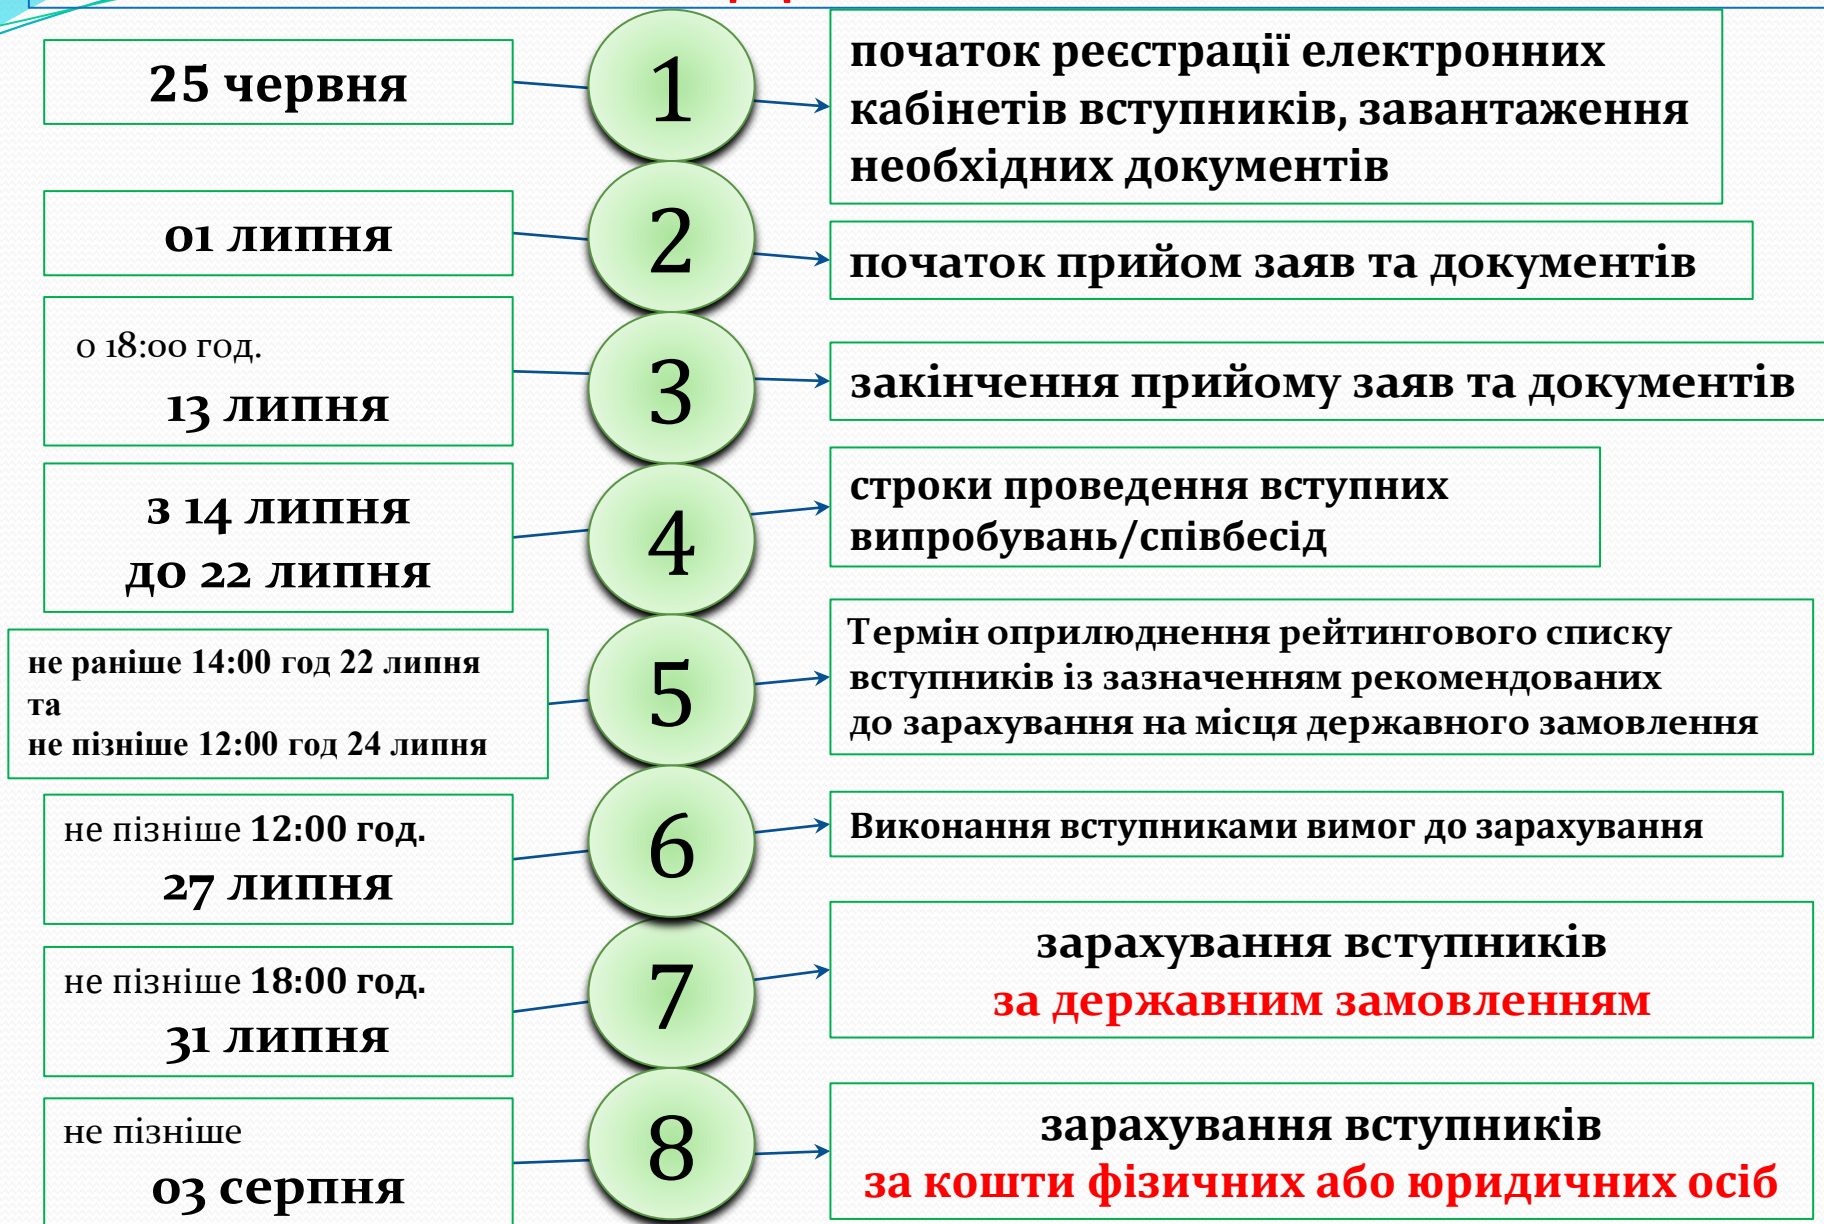 25 червня
1
початок реєстрації електронних
кабінетів вступників, завантаження
необхідних документів
01 липня
2
початок прийом заяв та документів
о 18:00 год.
13 липня
3
закінчення прийому заяв та документів
з 14 липня
до 22 липня
4
строки проведення вступних
випробувань/співбесід
не раніше 14:00 год 22 липня
та
не пізніше 12:00 год 24 липня
5
Термін оприлюднення рейтингового списку
вступників із зазначенням рекомендованих
до зарахування на місця державного замовлення
не пізніше 12:00 год.
27 липня
6
Виконання вступниками вимог до зарахування
не пізніше 18:00 год.
31 липня
7
зарахування вступників
за державним замовленням
не пізніше
03 серпня
8
зарахування вступників
за кошти фізичних або юридичних осіб